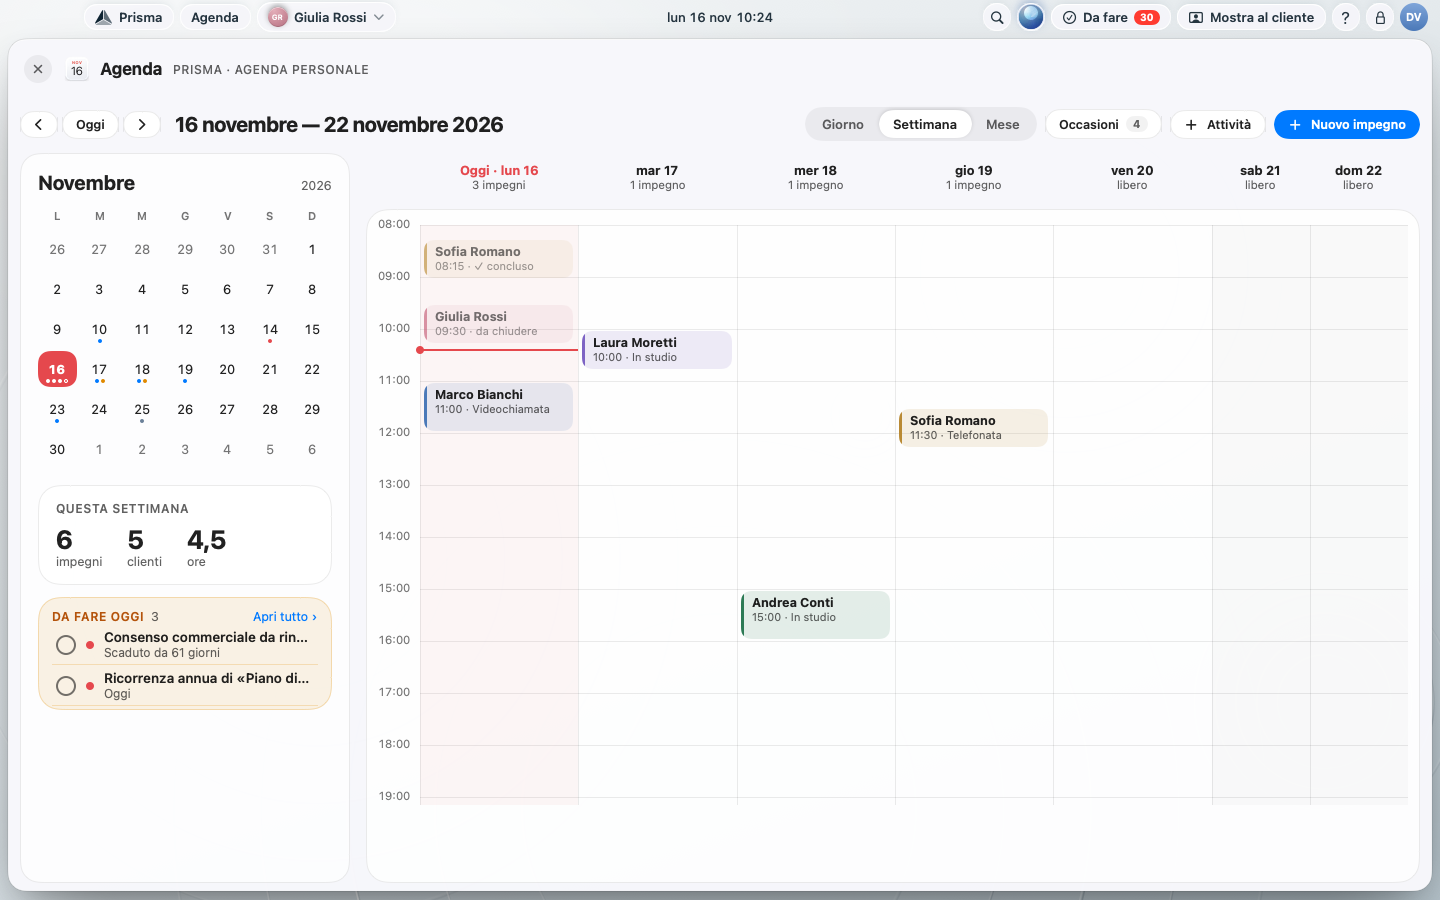 Prisma
Agenda
GR Giulia Rossi
lun 16 nov 10:24
Da fare 30
Mostra al cliente
?
DV
NOV
16
Agenda PRISMA · AGENDA PERSONALE
Oggi
16 novembre — 22 novembre 2026
Giorno Settimana Mese
Occasioni 4
+ Attività
+ Nuovo impegno
Novembre 2026
L M M G V S D
26 27 28 29 30 31 1
2 3 4 5 6 7 8
9 10 11 12 13 14 15
16 17 18 19 20 21 22
23 24 25 26 27 28 29
30 1 2 3 4 5 6
QUESTA SETTIMANA
6 5 4,5
impegni clienti ore
DA FARE OGGI 3 Apri tutto ›
Consenso commerciale da rin...
Scaduto da 61 giorni
Ricorrenza annua di «Piano di...
Oggi
Oggi · lun 16 mar 17 mer 18 gio 19 ven 20 sab 21 dom 22
3 impegni 1 impegno 1 impegno 1 impegno libero libero libero
08:00
Sofia Romano
08:15 · ✓ concluso
09:00
Giulia Rossi
09:30 · da chiudere
10:00
Laura Moretti
10:00 · In studio
11:00
Marco Bianchi
11:00 · Videochiamata
Sofia Romano
11:30 · Telefonata
12:00
13:00
14:00
15:00
Andrea Conti
15:00 · In studio
16:00
17:00
18:00
19:00